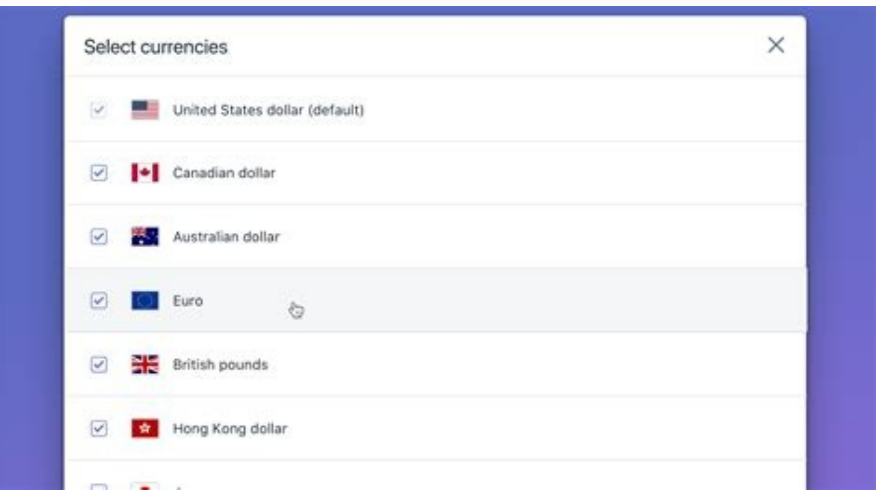 Select currencies
United States dollar (default)
Canadian dollar
Australian dollar
Euro
British pounds
Hong Kong dollar